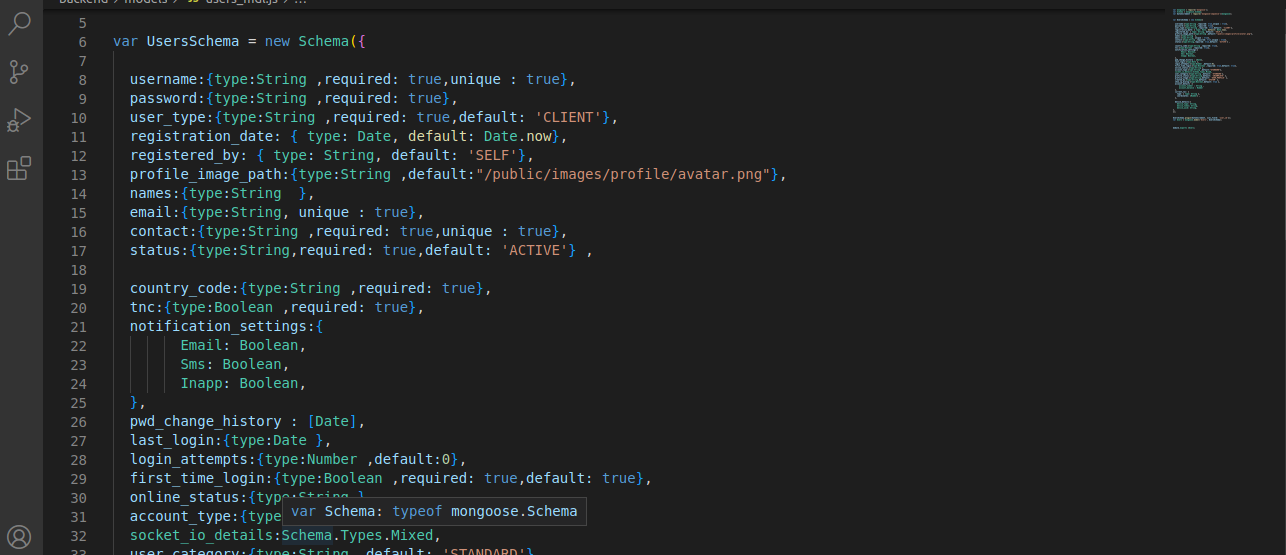 backend > models > JS users_mdl.js > ...
5
6 var UsersSchema = new Schema({
7
8 username:{type:String ,required: true,unique : true},
9 password:{type:String ,required: true},
10 user_type:{type:String ,required: true,default: 'CLIENT'},
11 registration_date: { type: Date, default: Date.now},
12 registered_by: { type: String, default: 'SELF'},
13 profile_image_path:{type:String ,default:"/public/images/profile/avatar.png"},
14 names:{type:String  },
15 email:{type:String, unique : true},
16 contact:{type:String ,required: true,unique : true},
17 status:{type:String,required: true,default: 'ACTIVE'} ,
18
19 country_code:{type:String ,required: true},
20 tnc:{type:Boolean ,required: true},
21 notification_settings:{
22 Email: Boolean,
23 Sms: Boolean,
24 Inapp: Boolean,
25 },
26 pwd_change_history : [Date],
27 last_login:{type:Date },
28 login_attempts:{type:Number ,default:0},
29 first_time_login:{type:Boolean ,required: true,default: true},
30 online_status:{type:String }
31 account_type:{type
var Schema: typeof mongoose.Schema
32 socket_io_details:Schema.Types.Mixed,
33 user_category:{type:String ,default: 'STANDARD'}